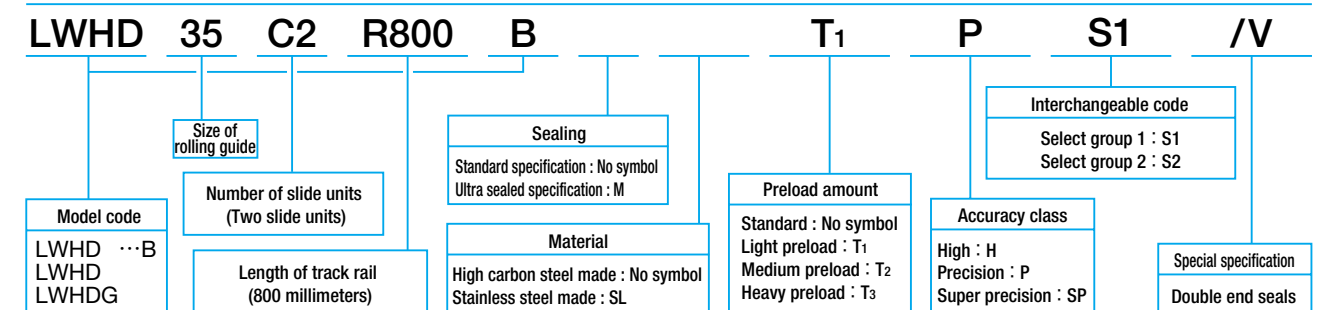 LWHD 35 C2 R800 B T1 P S1 /V
Interchangeable code
Select group 1：S1
Select group 2：S2
Size of
rolling guide
Sealing
Standard specification : No symbol
Ultra sealed specification : M
Number of slide units
(Two slide units)
Preload amount
Standard : No symbol
Light preload：T1
Medium preload：T2
Heavy preload：T3
Model code
LWHD …B
LWHD
LWHDG
Accuracy class
High：H
Precision：P
Super precision：SP
Material
High carbon steel made : No symbol
Stainless steel made : SL
Length of track rail
(800 millimeters)
Special specification
Double end seals